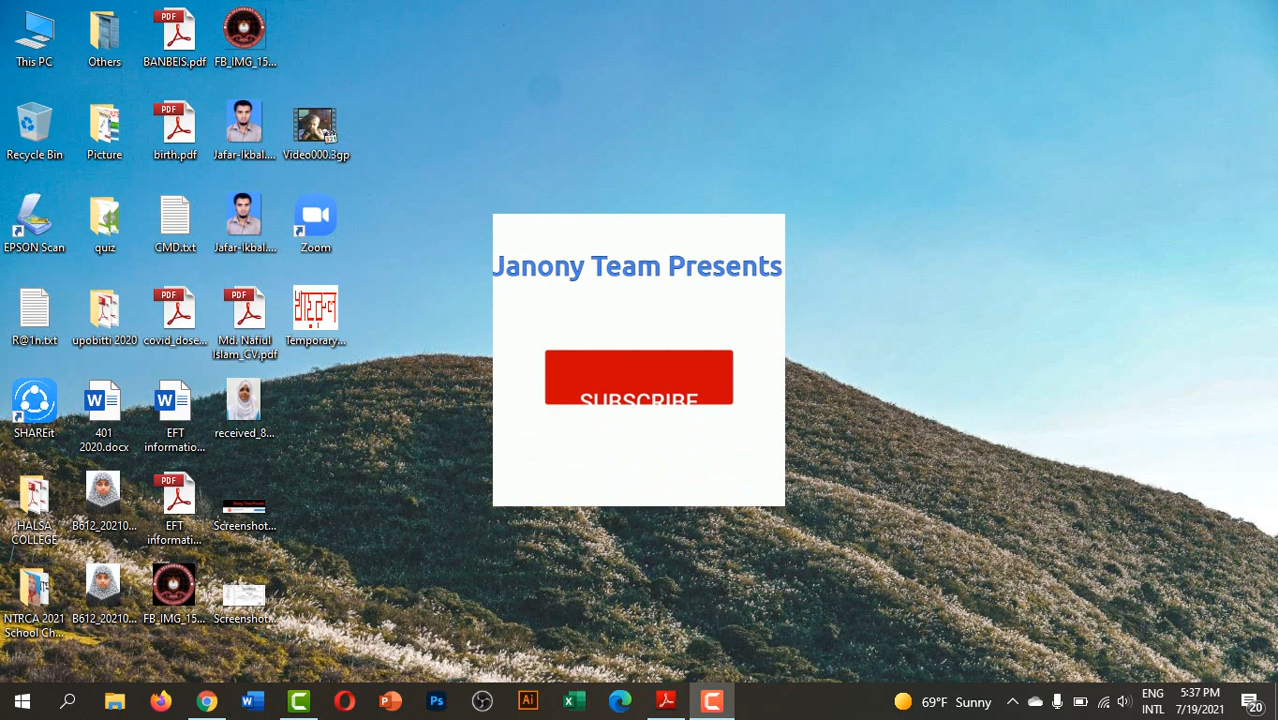 This PC
Others
BANBEIS.pdf
FB_IMG_15...
Recycle Bin
Picture
birth.pdf
Jafar-Ikbal....
Video000.3gp
EPSON Scan
quiz
CMD.txt
Jafar-Ikbal....
Zoom
R@1n.txt
upobitti 2020
covid_dose...
Md. Nafiul
Islam_CV.pdf
Temporary...
SHAREit
401
2020.docx
EFT
informatio...
received_8...
HALSA
COLLEGE
B612_20210...
EFT
informati...
Screenshot...
NTRCA 2021
School Ch...
B612_20210...
FB_IMG_15...
Screenshot...
Janony Team Presents
SUBSCRIBE
69°F Sunny
ENG
INTL
5:37 PM
7/19/2021
20